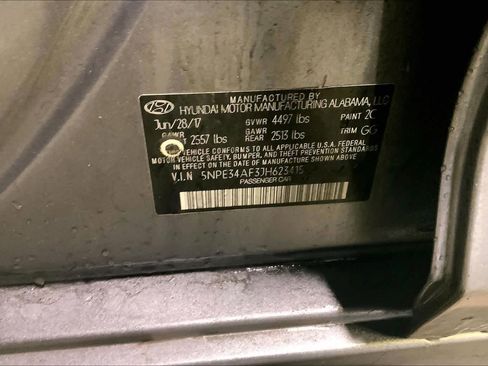 MANUFACTURED BY
HYUNDAI MOTOR MANUFACTURING ALABAMA, LLC
Jun/28/17 GVWR 4497 lbs PAINT 2C
GAWR GAWR TRIM GG
2557 lbs REAR 2513 lbs
VEHICLE CONFORMS TO ALL APPLICABLE U.S.A. FEDERAL
MOTOR VEHICLE SAFETY, BUMPER, AND THEFT PREVENTION STANDARDS
IN EFFECT ON THE DATE OF MANUFACTURE SHOWN ABOVE.
V.I.N 5NPE34AF3JH623415
PASSENGER CAR